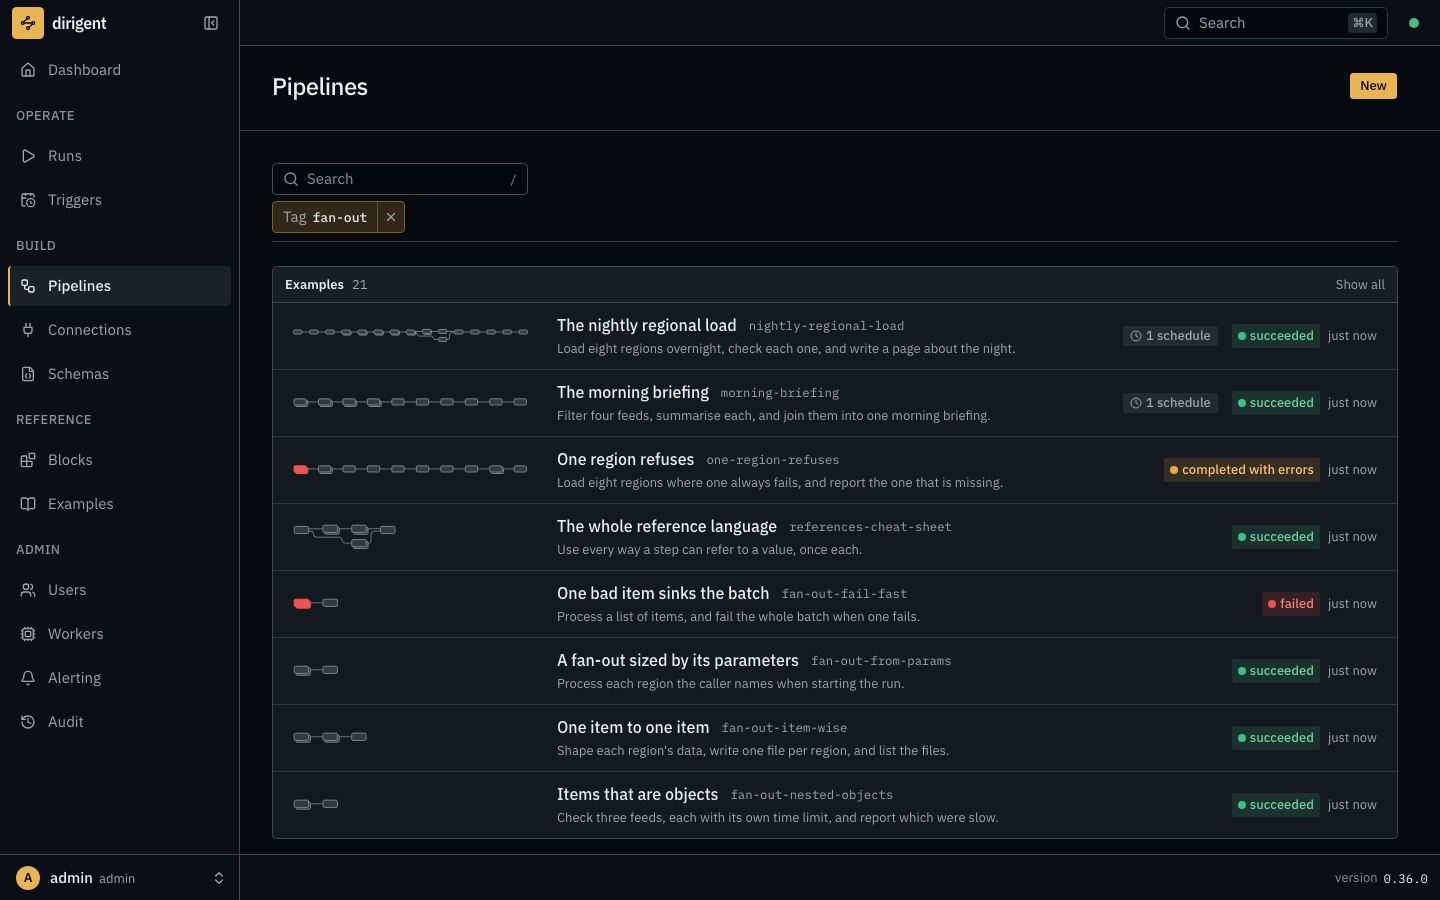 dirigent
Search ⌘K
Dashboard
OPERATE
Runs
Triggers
BUILD
Pipelines
Connections
Schemas
REFERENCE
Blocks
Examples
ADMIN
Users
Workers
Alerting
Audit
A admin admin
Pipelines
New
Search /
Tag fan-out
Examples 21 Show all
The nightly regional load nightly-regional-load
Load eight regions overnight, check each one, and write a page about the night.
1 schedule succeeded just now
The morning briefing morning-briefing
Filter four feeds, summarise each, and join them into one morning briefing.
1 schedule succeeded just now
One region refuses one-region-refuses
Load eight regions where one always fails, and report the one that is missing.
completed with errors just now
The whole reference language references-cheat-sheet
Use every way a step can refer to a value, once each.
succeeded just now
One bad item sinks the batch fan-out-fail-fast
Process a list of items, and fail the whole batch when one fails.
failed just now
A fan-out sized by its parameters fan-out-from-params
Process each region the caller names when starting the run.
succeeded just now
One item to one item fan-out-item-wise
Shape each region's data, write one file per region, and list the files.
succeeded just now
Items that are objects fan-out-nested-objects
Check three feeds, each with its own time limit, and report which were slow.
succeeded just now
version 0.36.0